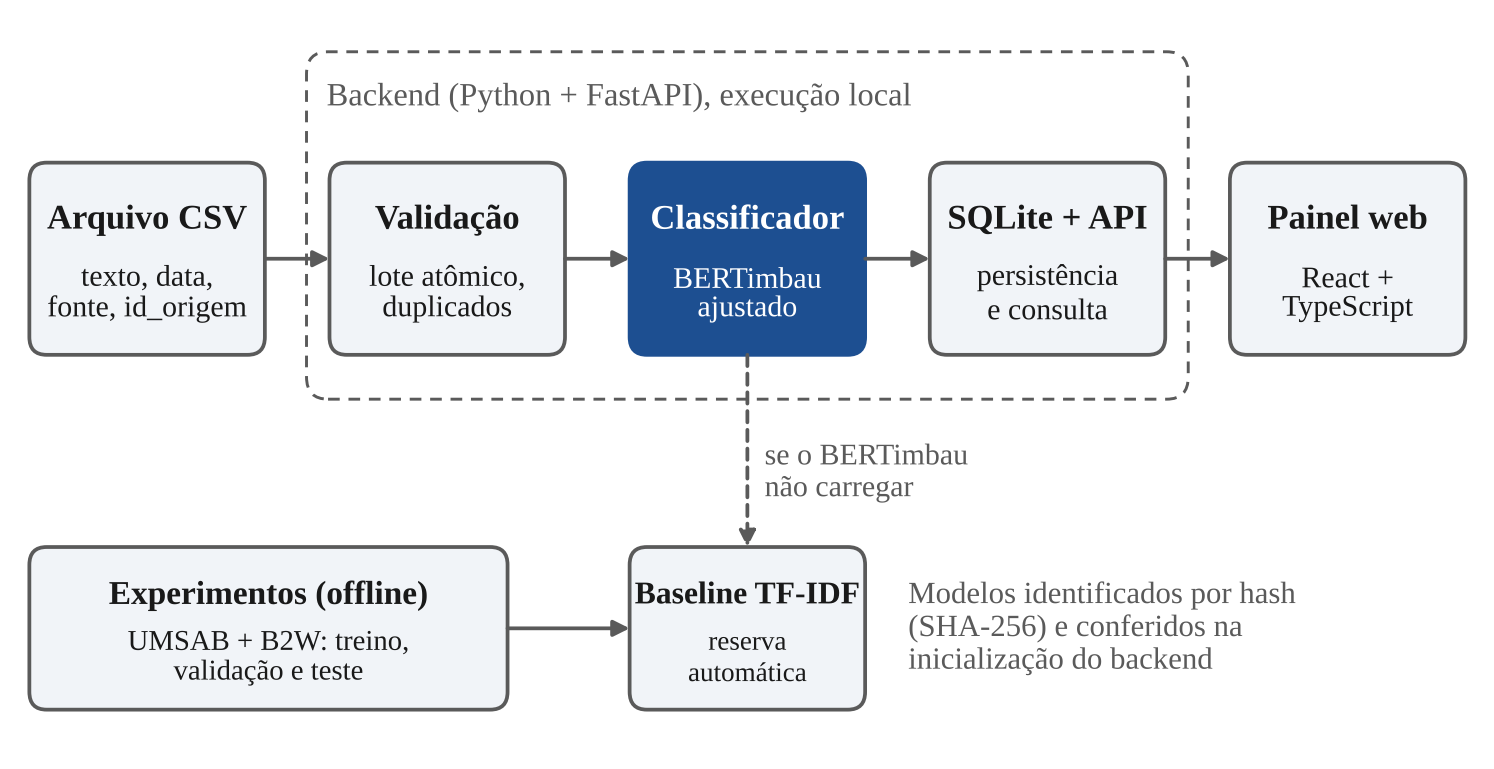 Backend (Python + FastAPI), execução local
Arquivo CSV
texto, data,
fonte, id_origem
Validação
lote atômico,
duplicados
Classificador
BERTimbau
ajustado
SQLite + API
persistência
e consulta
Painel web
React +
TypeScript
se o BERTimbau
não carregar
Experimentos (offline)
UMSAB + B2W: treino,
validação e teste
Baseline TF-IDF
reserva
automática
Modelos identificados por hash
(SHA-256) e conferidos na
inicialização do backend